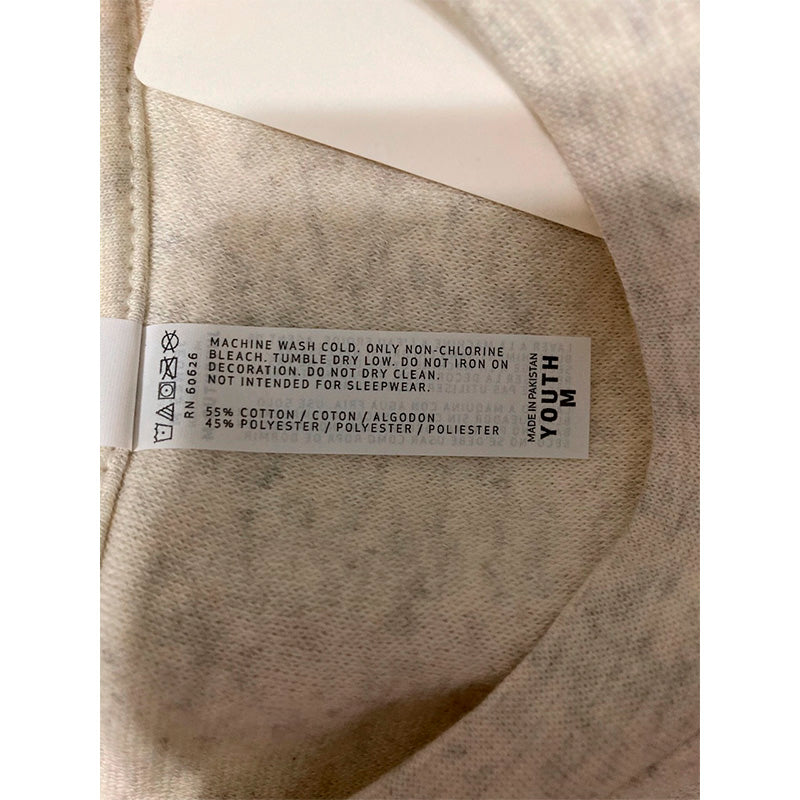 MACHINE WASH COLD. ONLY NON-CHLORINE
BLEACH. TUMBLE DRY LOW. DO NOT IRON ON
DECORATION. DO NOT DRY CLEAN.
NOT INTENDED FOR SLEEPWEAR.
55% COTTON / COTON / ALGODON
45% POLYESTER / POLYESTER / POLIESTER
RN 60626
MADE IN PAKISTAN
YOUTH
M